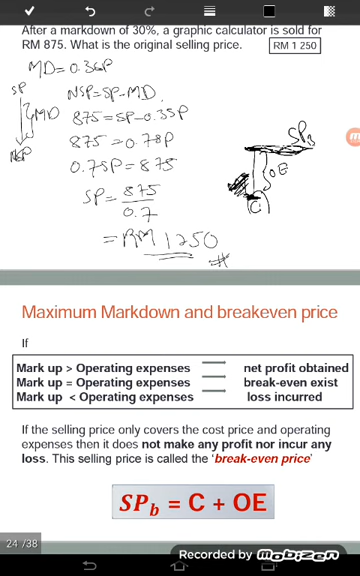 After a markdown of 30%, a graphic calculator is sold for
RM 875. What is the original selling price.
RM 1 250
MD=0.3SP
SP
MD
NSP
NSP=SP-MD
875=SP-0.3SP
875=0.7SP
0.7SP=875
SP=875
0.7
=RM 1250
#
SPb
OE
C
Maximum Markdown and breakeven price
If
Mark up > Operating expenses net profit obtained
Mark up = Operating expenses break-even exist
Mark up < Operating expenses loss incurred
If the selling price only covers the cost price and operating
expenses then it does not make any profit nor incur any
loss. This selling price is called the ‘break-even price’
SPb = C + OE
24 /38
Recorded by Mobizen